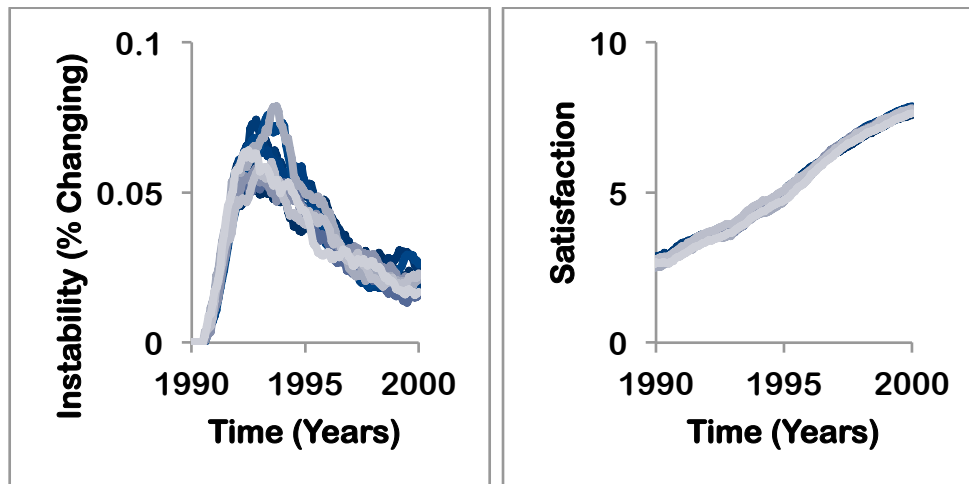 Instability (% Changing)
0.1
0.05
0
1990 1995 2000
Time (Years)
Satisfaction
10
5
0
1990 1995 2000
Time (Years)